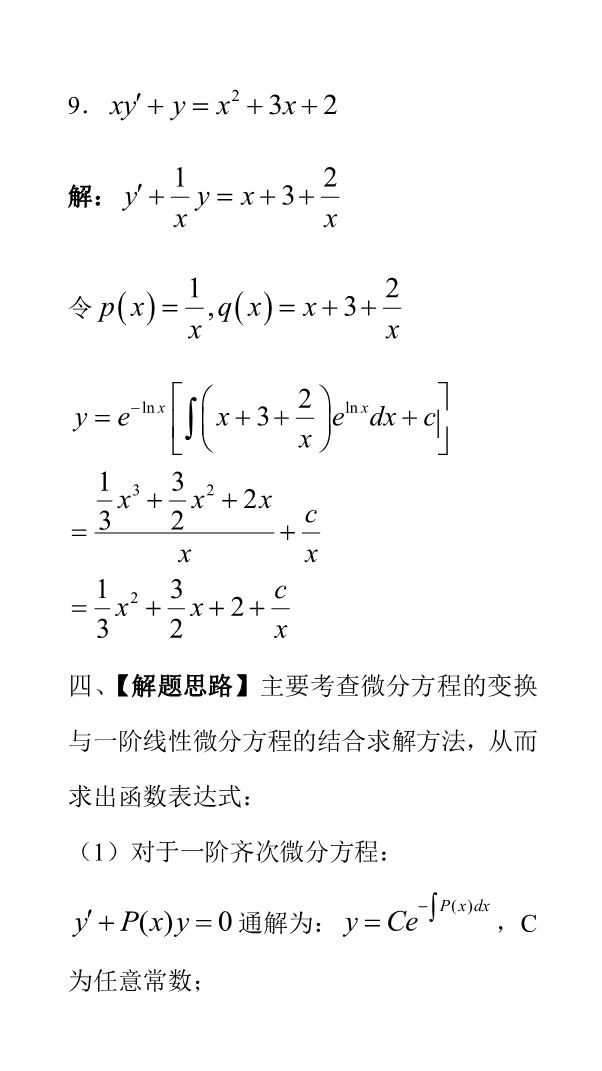 9． xy′ + y = x² + 3x + 2
解： y′ + \frac{1}{x} y = x + 3 + \frac{2}{x}
令 p(x) = \frac{1}{x}, q(x) = x + 3 + \frac{2}{x}
y = e^{-\ln x} \left[ \int \left( x + 3 + \frac{2}{x} \right) e^{\ln x} dx + c \right]
= \frac{\frac{1}{3}x^3 + \frac{3}{2}x^2 + 2x}{x} + \frac{c}{x}
= \frac{1}{3}x^2 + \frac{3}{2}x + 2 + \frac{c}{x}
四、【解题思路】主要考查微分方程的变换
与一阶线性微分方程的结合求解方法，从而
求出函数表达式：
（1）对于一阶齐次微分方程：
y′ + P(x)y = 0 通解为： y = Ce^{-\int P(x)dx} ，C
为任意常数；